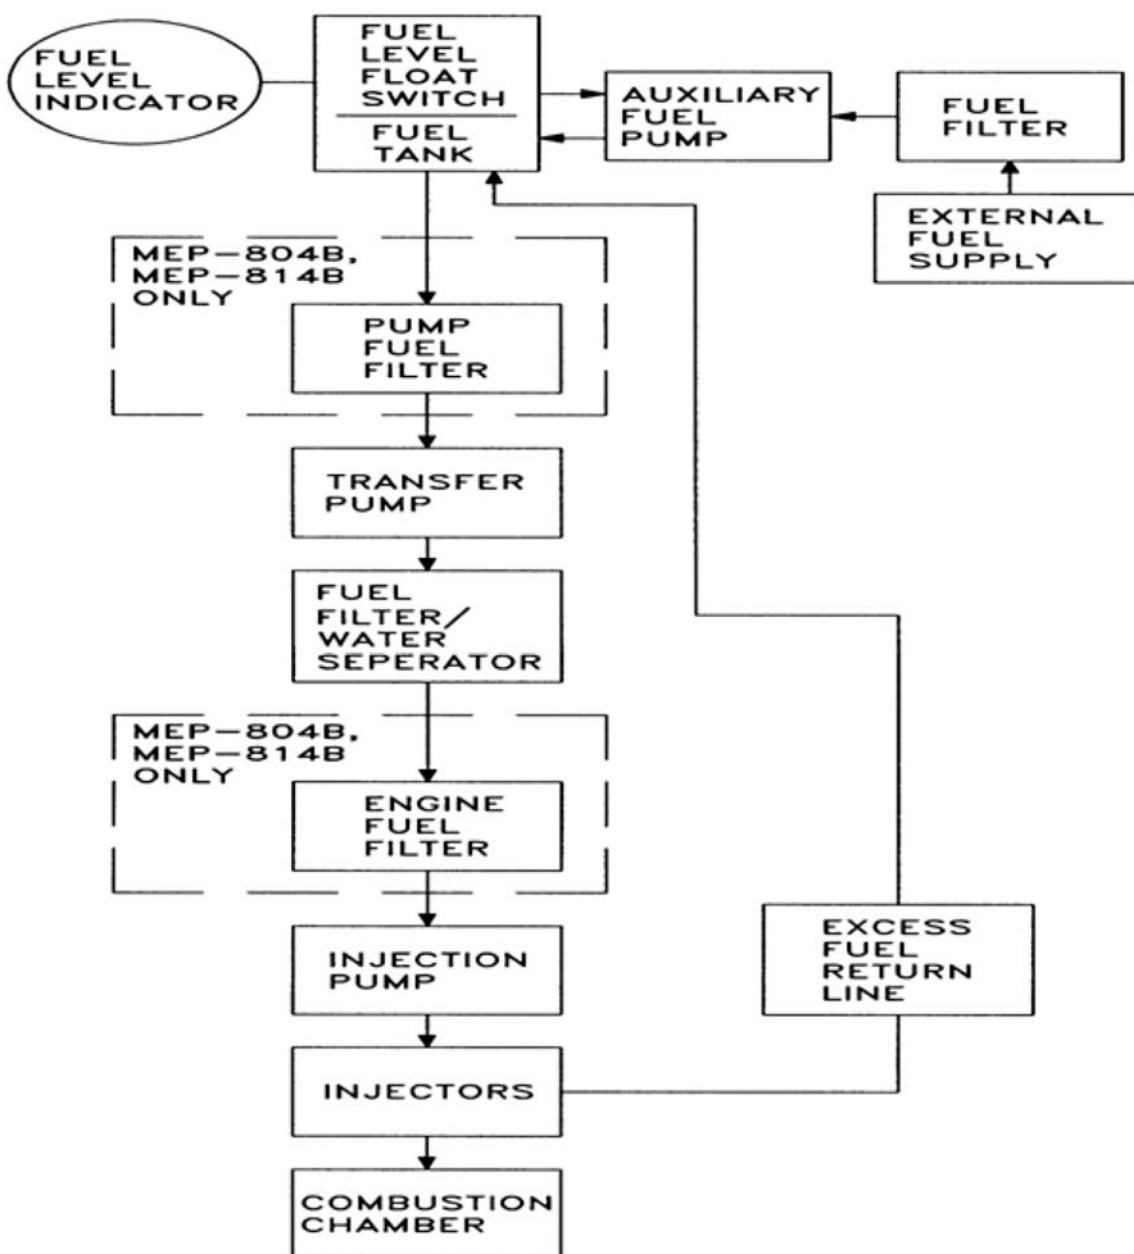 FUEL
LEVEL
INDICATOR
FUEL
LEVEL
FLOAT
SWITCH
FUEL
TANK
AUXILIARY
FUEL
PUMP
FUEL
FILTER
EXTERNAL
FUEL
SUPPLY
MEP-804B,
MEP-814B
ONLY
PUMP
FUEL
FILTER
TRANSFER
PUMP
FUEL
FILTER/
WATER
SEPERATOR
MEP-804B,
MEP-814B
ONLY
ENGINE
FUEL
FILTER
INJECTION
PUMP
EXCESS
FUEL
RETURN
LINE
INJECTORS
COMBUSTION
CHAMBER